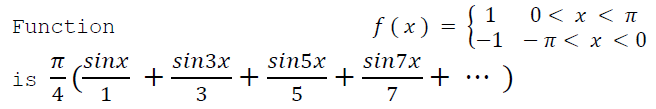 Function f(x) = { 1 0 < x < π
−1 − π < x < 0
is π/4 (sinx/1 + sin3x/3 + sin5x/5 + sin7x/7 + ⋯ )